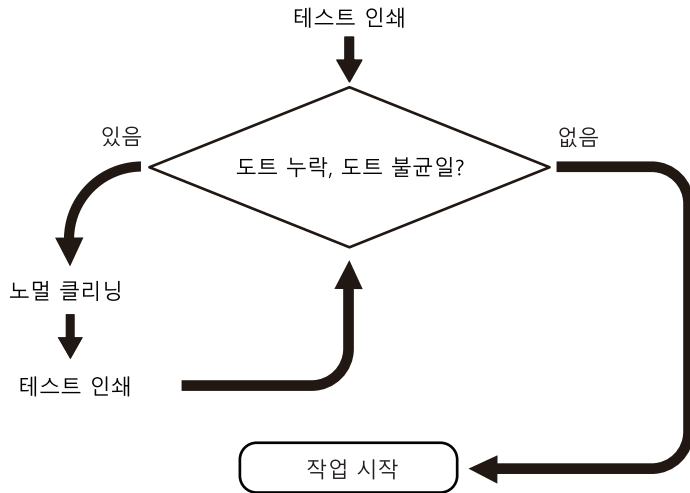 테스트 인쇄
있음
없음
도트 누락, 도트 불균일?
노멀 클리닝
테스트 인쇄
작업 시작